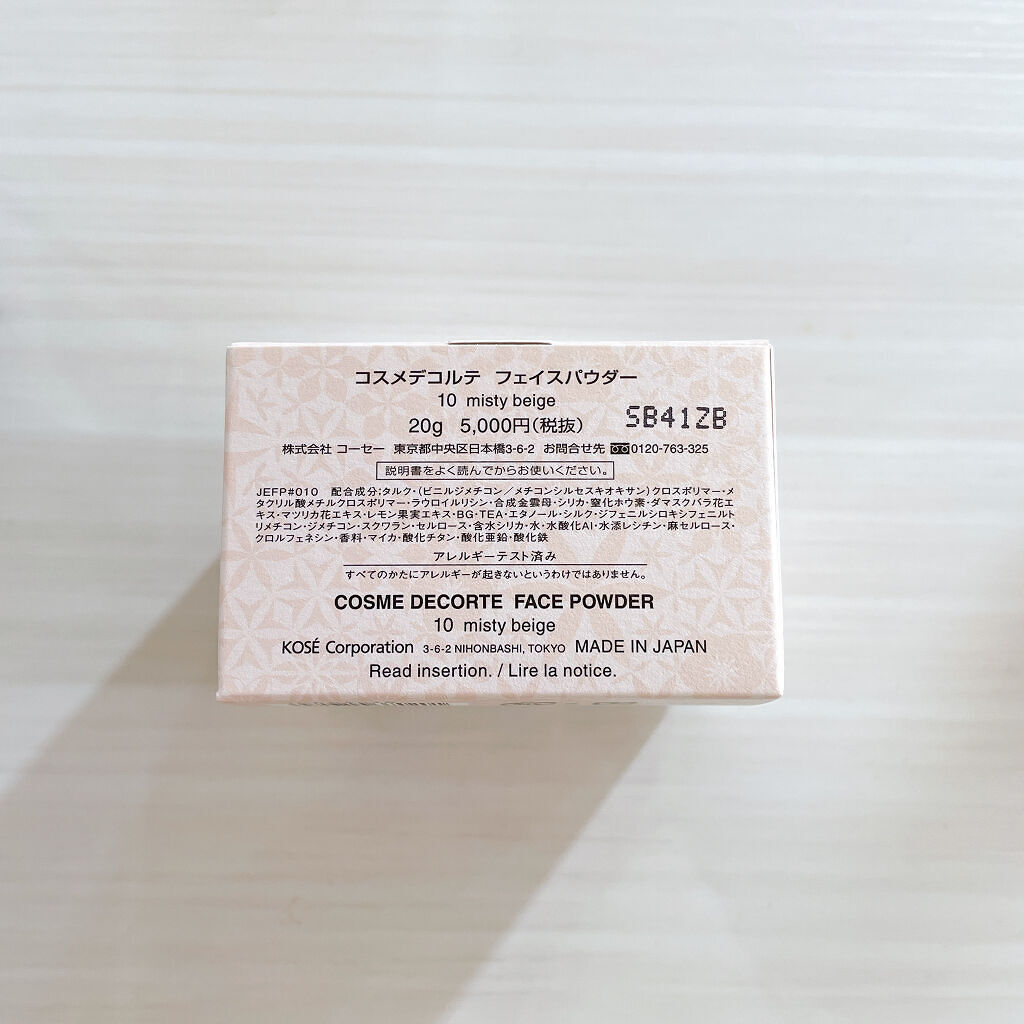 コスメデコルテ フェイスパウダー
10 misty beige
20g 5,000円(税抜)
SB41ZB
株式会社 コーセー 東京都中央区日本橋3-6-2 お問合せ先 0120-763-325
説明書をよく読んでからお使いください。
JEFP#010 配合成分;タルク・(ビニルジメチコン/メチコンシルセスキオキサン)クロスポリマー・メ
タクリル酸メチルクロスポリマー・ラウロイルリシン・合成金雲母・シリカ・窒化ホウ素・ダマスクバラ花エ
キス・マツリカ花エキス・レモン果実エキス・BG・TEA・エタノール・シルク・ジフェニルシロキシフェニルト
リメチコン・ジメチコン・スクワラン・セルロース・含水シリカ・水・水酸化Al・水添レシチン・麻セルロース・
クロルフェネシン・香料・マイカ・酸化チタン・酸化亜鉛・酸化鉄
アレルギーテスト済み
すべてのかたにアレルギーが起きないというわけではありません。
COSME DECORTE FACE POWDER
10 misty beige
KOSÉ Corporation 3-6-2 NIHONBASHI, TOKYO MADE IN JAPAN
Read insertion. / Lire la notice.